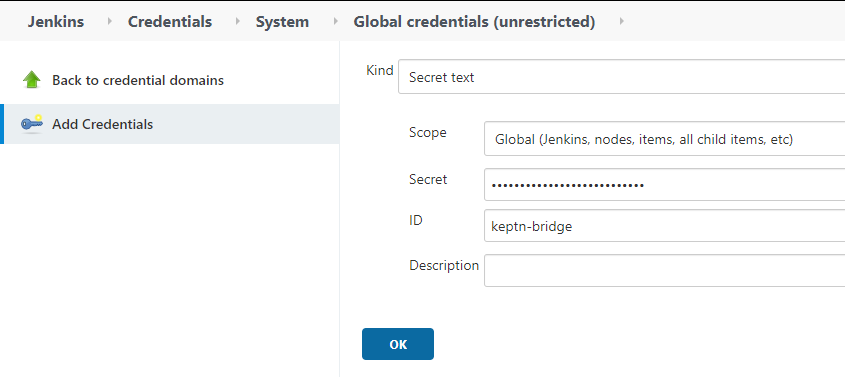 Jenkins Credentials System Global credentials (unrestricted)
Back to credential domains
Add Credentials
Kind Secret text
Scope Global (Jenkins, nodes, items, all child items, etc)
Secret •••••••••••••••••••••••••••
ID keptn-bridge
Description
OK